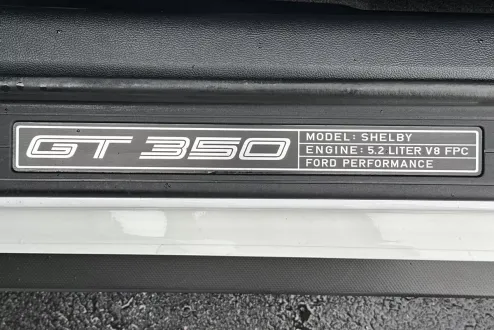 GT 350
MODEL: SHELBY
ENGINE: 5.2 LITER V8 FPC
FORD PERFORMANCE